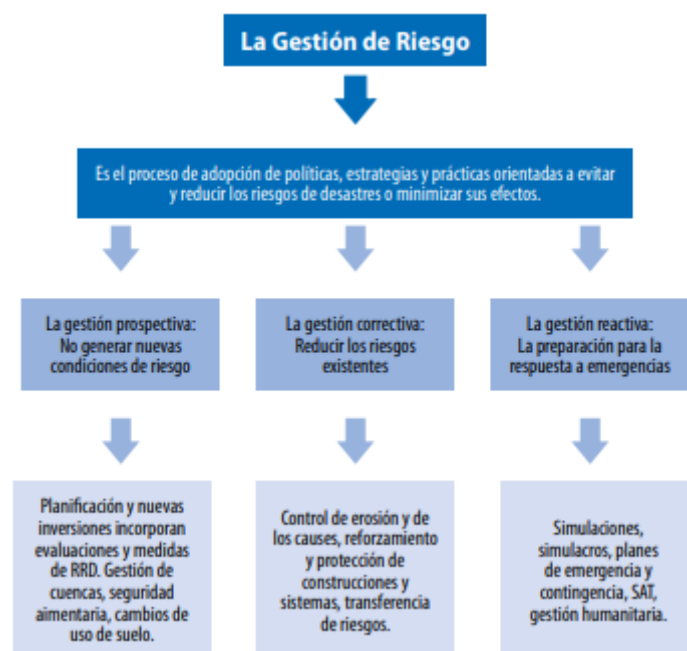 La Gestión de Riesgo
Es el proceso de adopción de políticas, estrategias y prácticas orientadas a evitar
y reducir los riesgos de desastres o minimizar sus efectos.
La gestión prospectiva:
No generar nuevas
condiciones de riesgo
La gestión correctiva:
Reducir los riesgos
existentes
La gestión reactiva:
La preparación para la
respuesta a emergencias
Planificación y nuevas
inversiones incorporan
evaluaciones y medidas
de RRD. Gestión de
cuencas, seguridad
aimentaria, cambios de
uso de suelo.
Control de erosión y de
los causes, reforzamiento
y protección de
construcciones y
sistemas, transferencia
de riesgos.
Simulaciones,
simulacros, planes
de emergencia y
contingencia, SAT,
gestión humanitaria.